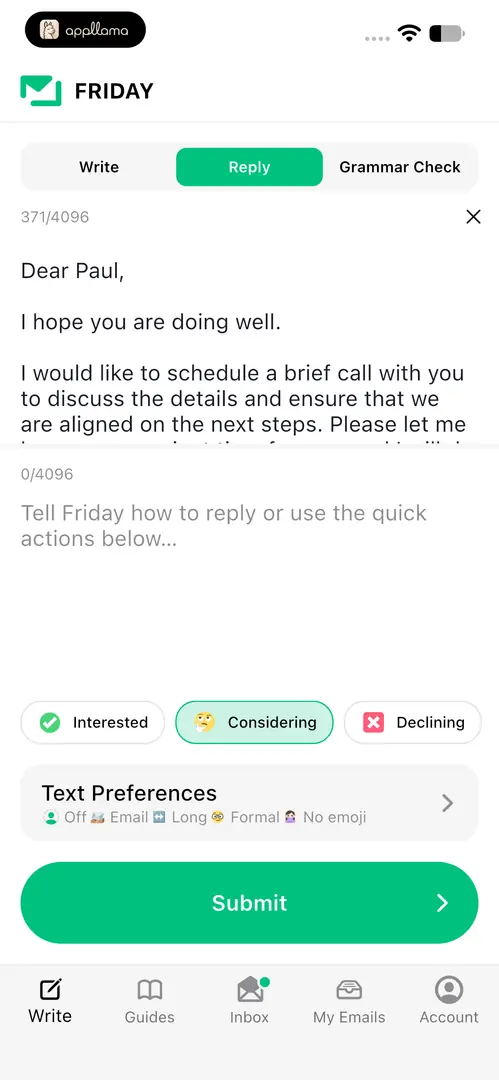 appllama
FRIDAY
Write
Reply
Grammar Check
371/4096
Dear Paul,
I hope you are doing well.
I would like to schedule a brief call with you
to discuss the details and ensure that we
are aligned on the next steps. Please let me
0/4096
Tell Friday how to reply or use the quick
actions below...
Interested
Considering
Declining
Text Preferences
Off Email Long Formal No emoji
Submit
Write
Guides
Inbox
My Emails
Account